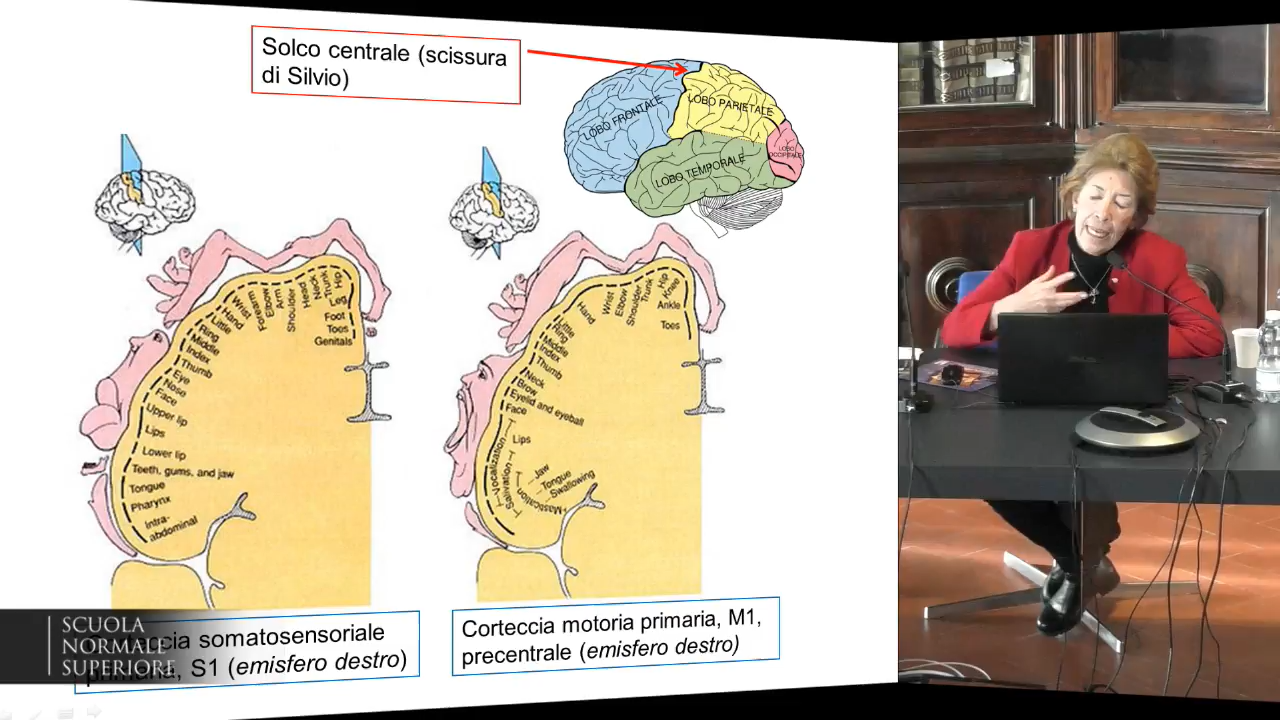 Solco centrale (scissura
di Silvio)
LOBO FRONTALE
LOBO PARIETALE
LOBO TEMPORALE
LOBO
OCCIPITALE
Intra-
abdominal
Pharynx
Tongue
Teeth, gums, and jaw
Lower lip
Lips
Upper lip
Face
Nose
Eye
Thumb
Index
Middle
Ring
Little
Hand
Wrist
Forearm
Elbow
Arm
Shoulder
Head
Neck
Trunk
Hip
Leg
Foot
Toes
Genitals
Toes
Ankle
Knee
Hip
Trunk
Shoulder
Elbow
Wrist
Hand
Little
Ring
Middle
Index
Thumb
Neck
Brow
Eyelid and eyeball
Face
Lips
Vocalization
Jaw
Tongue
Swallowing
Salivation
Mastication
somatosensoriale
S1 (emisfero destro)
Corteccia motoria primaria, M1,
precentrale (emisfero destro)
SCUOLA
NORMALE
SUPERIORE